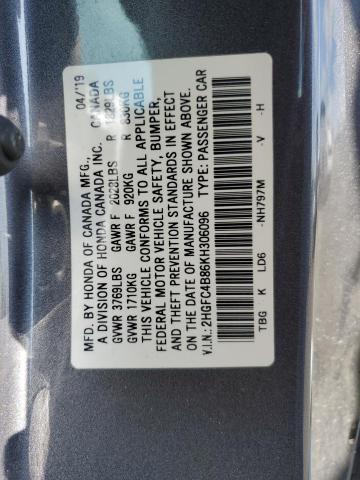 MFD. BY HONDA OF CANADA MFG., 04/'19
A DIVISION OF HONDA CANADA INC. CANADA
GVWR 3769LBS GAWR F 2028LBS R 1829LBS
GVWR 1710KG GAWR F 920KG R 830KG
THIS VEHICLE CONFORMS TO ALL APPLICABLE
FEDERAL MOTOR VEHICLE SAFETY, BUMPER,
AND THEFT PREVENTION STANDARDS IN EFFECT
ON THE DATE OF MANUFACTURE SHOWN ABOVE.
V.I.N.: 2HGFC4B86KH306096 TYPE: PASSENGER CAR
TBG K LD6 -NH797M -V -H